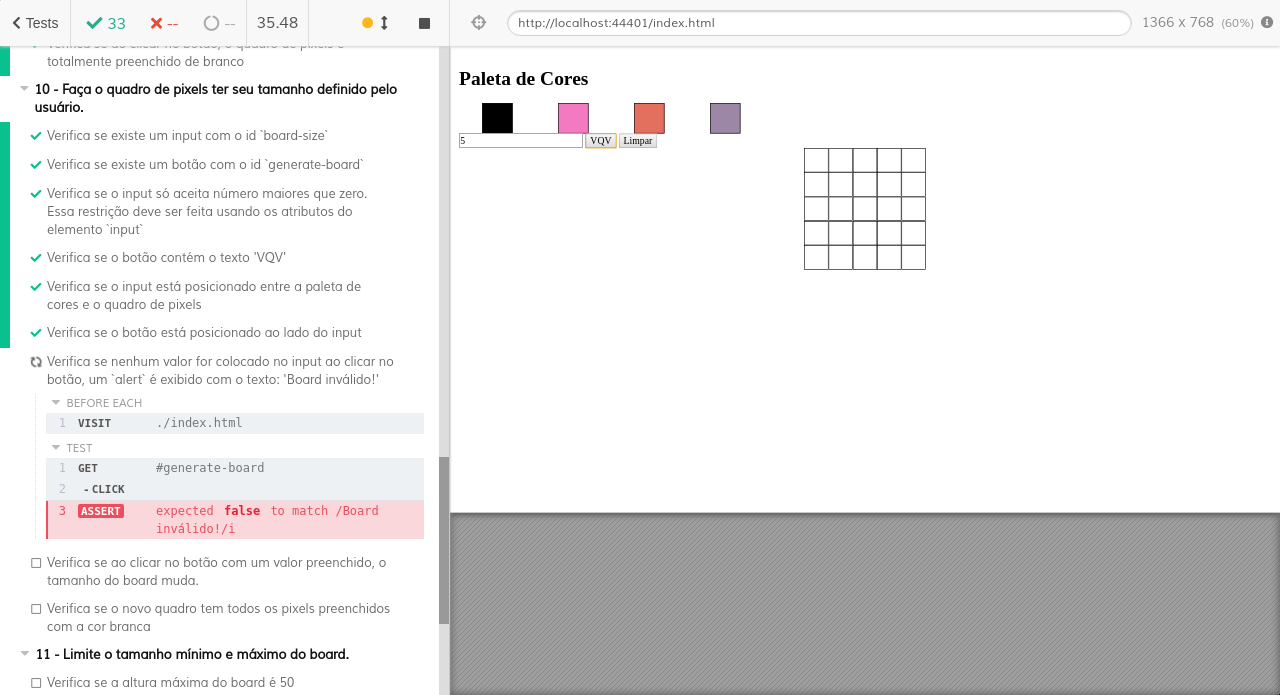 Tests 33 -- -- 35.48 http://localhost:44401/index.html 1366 x 768 (60%)
Verifica se ao clicar no botão, o quadro de pixels é
totalmente preenchido de branco
10 - Faça o quadro de pixels ter seu tamanho definido pelo
usuário.
Verifica se existe um input com o id `board-size`
Verifica se existe um botão com o id `generate-board`
Verifica se o input só aceita número maiores que zero.
Essa restrição deve ser feita usando os atributos do
elemento `input`
Verifica se o botão contém o texto 'VQV'
Verifica se o input está posicionado entre a paleta de
cores e o quadro de pixels
Verifica se o botão está posicionado ao lado do input
Verifica se nenhum valor for colocado no input ao clicar no
botão, um `alert` é exibido com o texto: 'Board inválido!'
BEFORE EACH
1 VISIT ./index.html
TEST
1 GET #generate-board
2 - CLICK
3 ASSERT expected false to match /Board
inválido!/i
Verifica se ao clicar no botão com um valor preenchido, o
tamanho do board muda.
Verifica se o novo quadro tem todos os pixels preenchidos
com a cor branca
11 - Limite o tamanho mínimo e máximo do board.
Verifica se a altura máxima do board é 50
Paleta de Cores
5 VQV Limpar